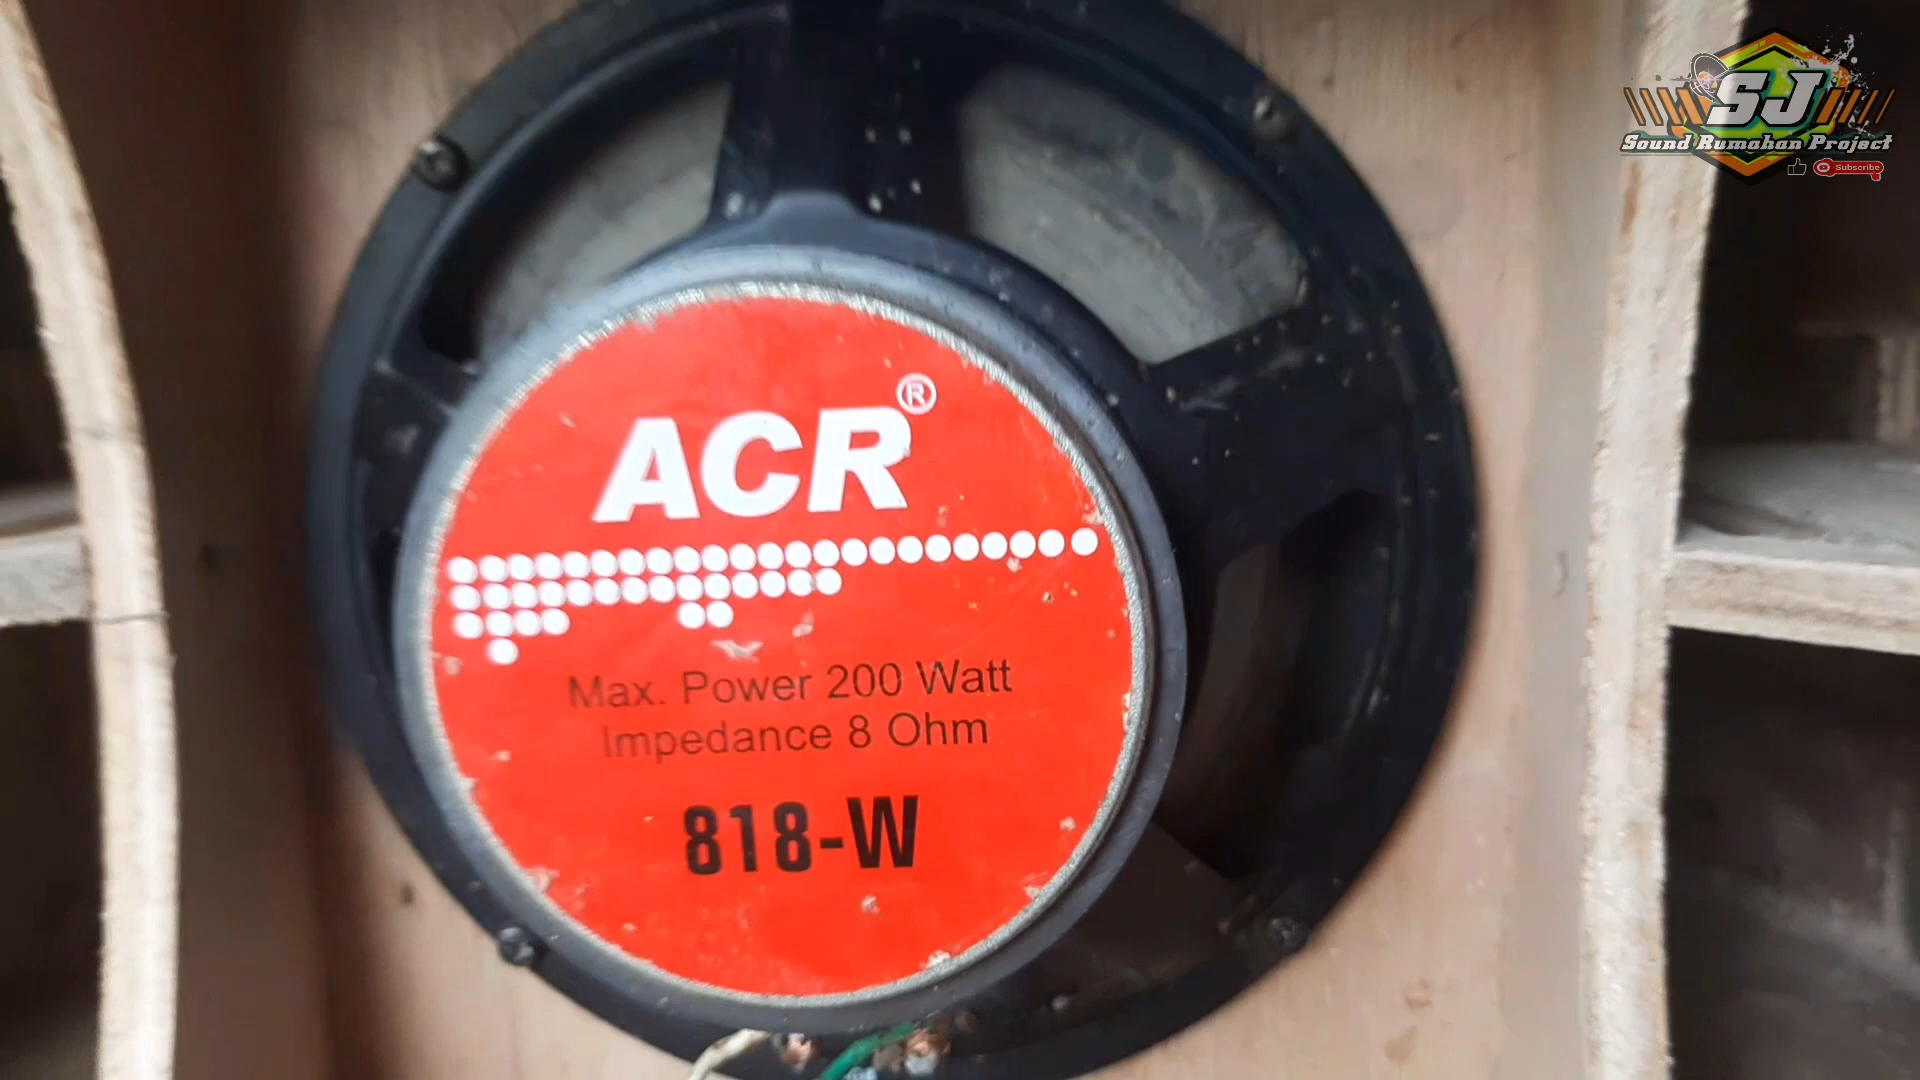 SJ
Sound Rumahan Project
Subscribe
ACR®
Max. Power 200 Watt
Impedance 8 Ohm
818-W